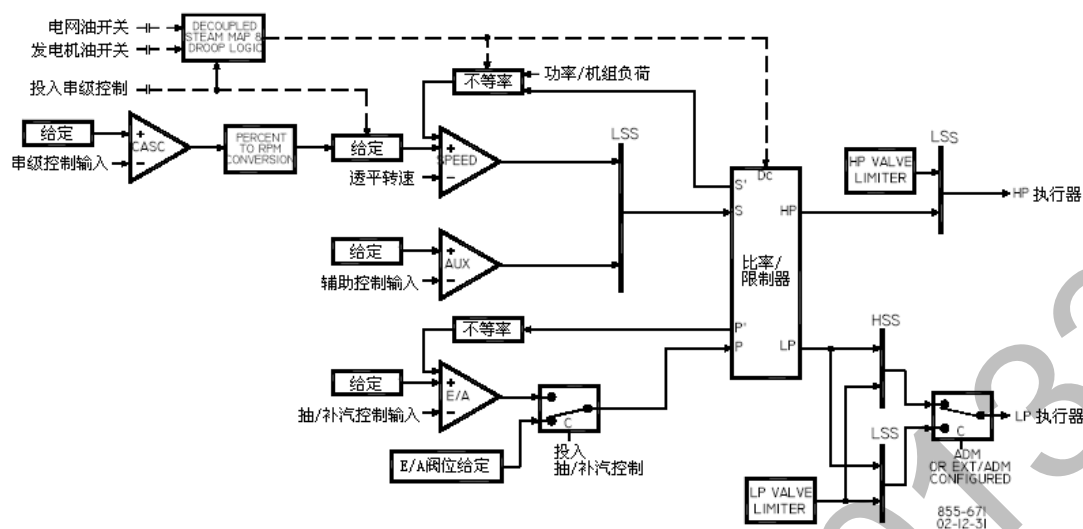 电网油开关
发电机油开关
DECOUPLED
STEAM MAP &
DROOP LOGIC
投入串级控制
不等率
功率/机组负荷
给定
串级控制输入
+
−
CASC
PERCENT
TO RPM
CONVERSION
给定
透平转速
+
+
−
SPEED
LSS
给定
辅助控制输入
+
−
AUX
不等率
给定
抽/补汽控制输入
+
−
E/A
E/A阀位给定
C
投入
抽/补汽控制
Dc
S'
S
HP
比率/
限制器
P'
P
LP
HP VALVE
LIMITER
LSS
HP 执行器
HSS
LSS
LP VALVE
LIMITER
C
LP 执行器
ADM
OR EXT/ADM
CONFIGURED
855-671
02-12-31